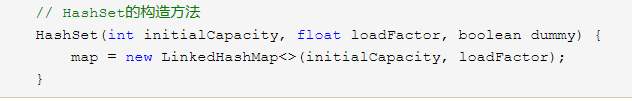 // HashSet的构造方法
HashSet(int initialCapacity, float loadFactor, boolean dummy) {
    map = new LinkedHashMap<>(initialCapacity, loadFactor);
}